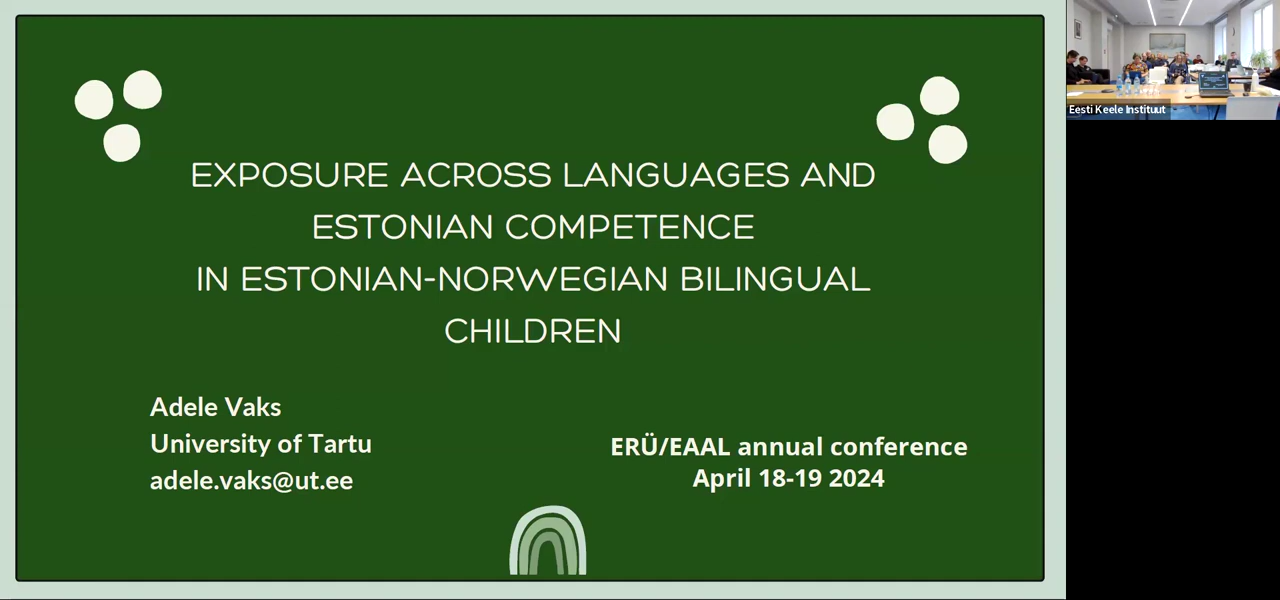 EXPOSURE ACROSS LANGUAGES AND
ESTONIAN COMPETENCE
IN ESTONIAN-NORWEGIAN BILINGUAL
CHILDREN
Adele Vaks
University of Tartu
adele.vaks@ut.ee
ERÜ/EAAL annual conference
April 18-19 2024
Eesti Keele Instituut